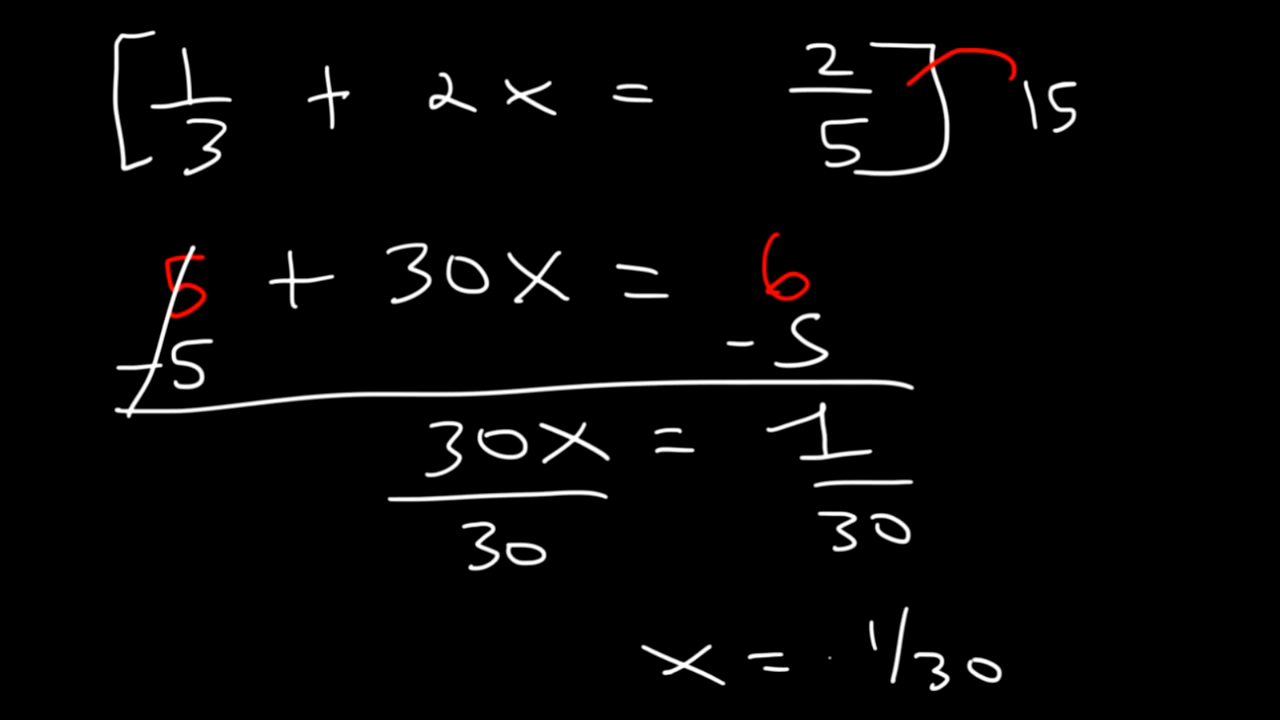 [1/3 + 2x = 2/5] 15
5 + 30x = 6
-5 -5
30x = 1
30 30
x = 1/30